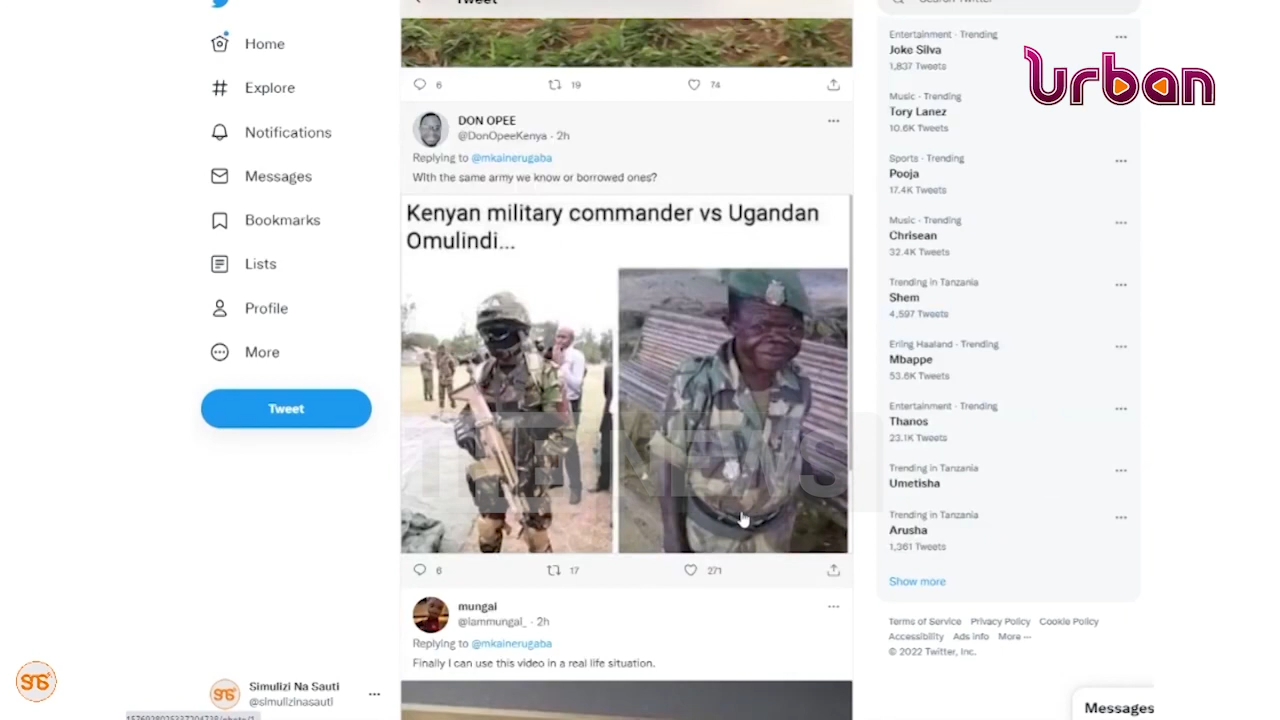 Tweet
Search Twitter
Home
Explore
Notifications
Messages
Bookmarks
Lists
Profile
More
Tweet
Simulizi Na Sauti
@simulizinasauti
SNS
6
19
74
DON OPEE
@DonOpeeKenya · 2h
Replying to @mkainerugaba
With the same army we know or borrowed ones?
Kenyan military commander vs Ugandan
Omulindi...
THE NEWS
6
17
271
mungai
@iammungai_ · 2h
Replying to @mkainerugaba
Finally I can use this video in a real life situation.
Entertainment · Trending
Joke Silva
1,837 Tweets
Music · Trending
Tory Lanez
10.6K Tweets
Sports · Trending
Pooja
17.4K Tweets
Music · Trending
Chrisean
32.4K Tweets
Trending in Tanzania
Shem
4,597 Tweets
Erling Haaland · Trending
Mbappe
53.6K Tweets
Entertainment · Trending
Thanos
23.1K Tweets
Trending in Tanzania
Umetisha
Trending in Tanzania
Arusha
1,361 Tweets
Show more
Terms of Service Privacy Policy Cookie Policy
Accessibility Ads info More ···
© 2022 Twitter, Inc.
Messages
urban